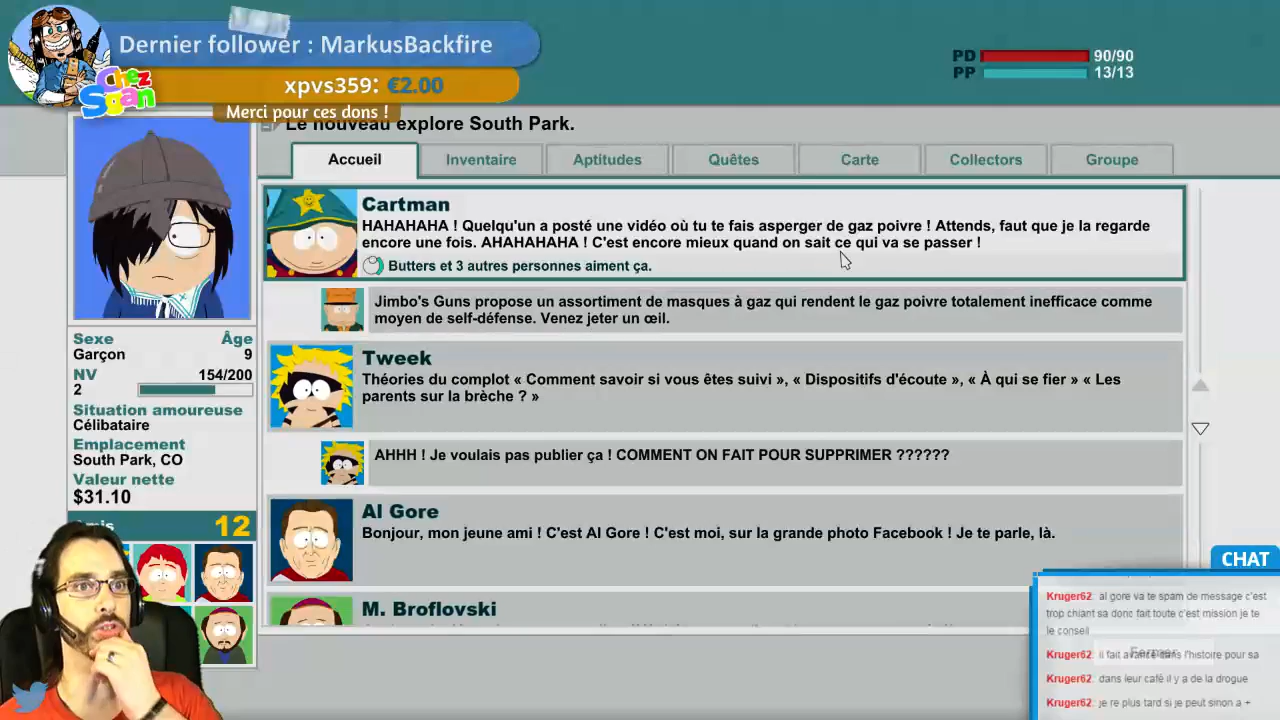 Dernier follower : MarkusBackfire
Chez Sgan
xpvs359: €2.00
Merci pour ces dons !
PD 90/90
PP 13/13
Le nouveau explore South Park.
Accueil Inventaire Aptitudes Quêtes Carte Collectors Groupe
Cartman
HAHAHAHA ! Quelqu'un a posté une vidéo où tu te fais asperger de gaz poivre ! Attends, faut que je la regarde
encore une fois. AHAHAHAHA ! C'est encore mieux quand on sait ce qui va se passer !
Butters et 3 autres personnes aiment ça.
Jimbo's Guns propose un assortiment de masques à gaz qui rendent le gaz poivre totalement inefficace comme
moyen de self-défense. Venez jeter un œil.
Tweek
Théories du complot « Comment savoir si vous êtes suivi », « Dispositifs d'écoute », « À qui se fier » « Les
parents sur la brèche ? »
AHHH ! Je voulais pas publier ça ! COMMENT ON FAIT POUR SUPPRIMER ??????
Al Gore
Bonjour, mon jeune ami ! C'est Al Gore ! C'est moi, sur la grande photo Facebook ! Je te parle, là.
M. Broflovski
Sexe Âge
Garçon 9
NV 154/200
2
Situation amoureuse
Célibataire
Emplacement
South Park, CO
Valeur nette
$31.10
12
CHAT
Kruger62: al gore va te spam de message c'est
trop chiant sa donc fait toute c'est mission je te
le conseil
Kruger62: il fait avancé dans l'histoire pour sa
Fermer
Kruger62: dans leur café il y a de la drogue
Kruger62: je re plus tard si je peut sinon a +